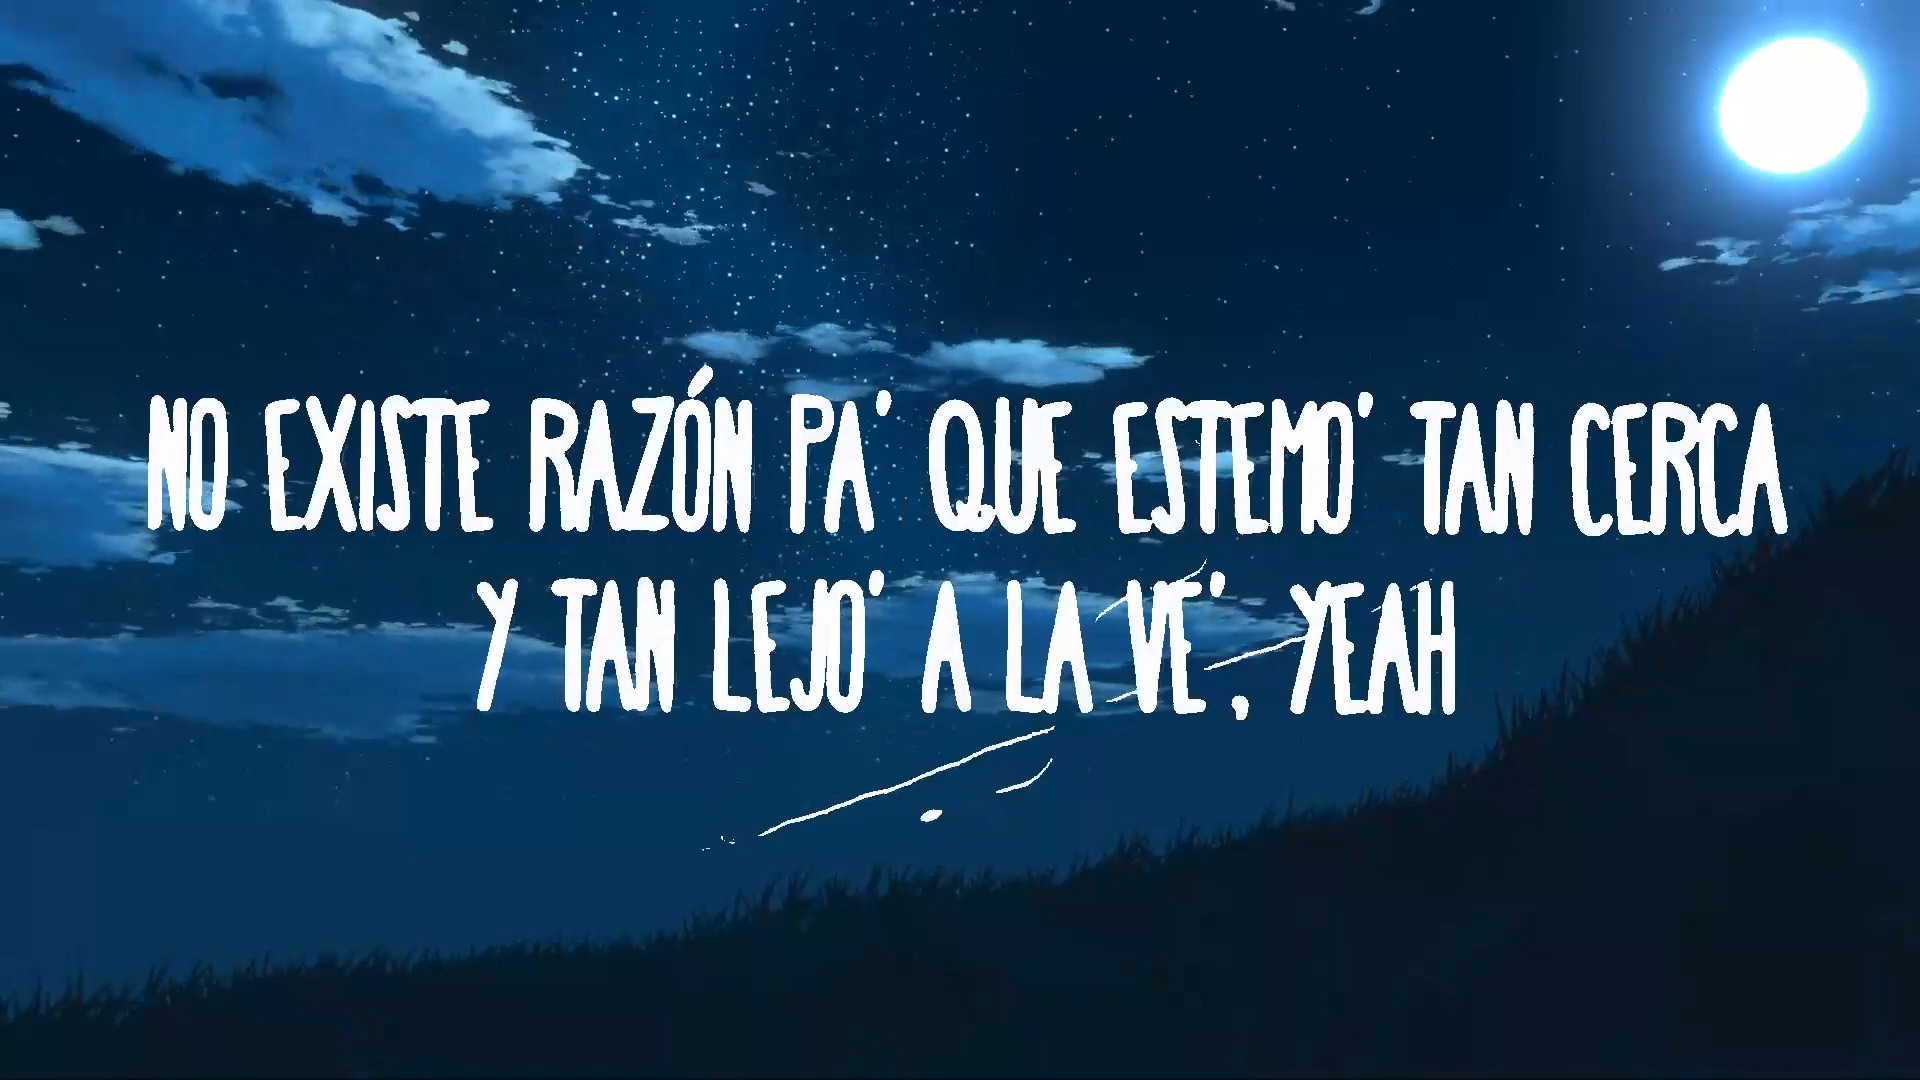 NO EXISTE RAZÓN PA' QUE ESTEMO' TAN CERCA
Y TAN LEJO' A LA VE', YEAH